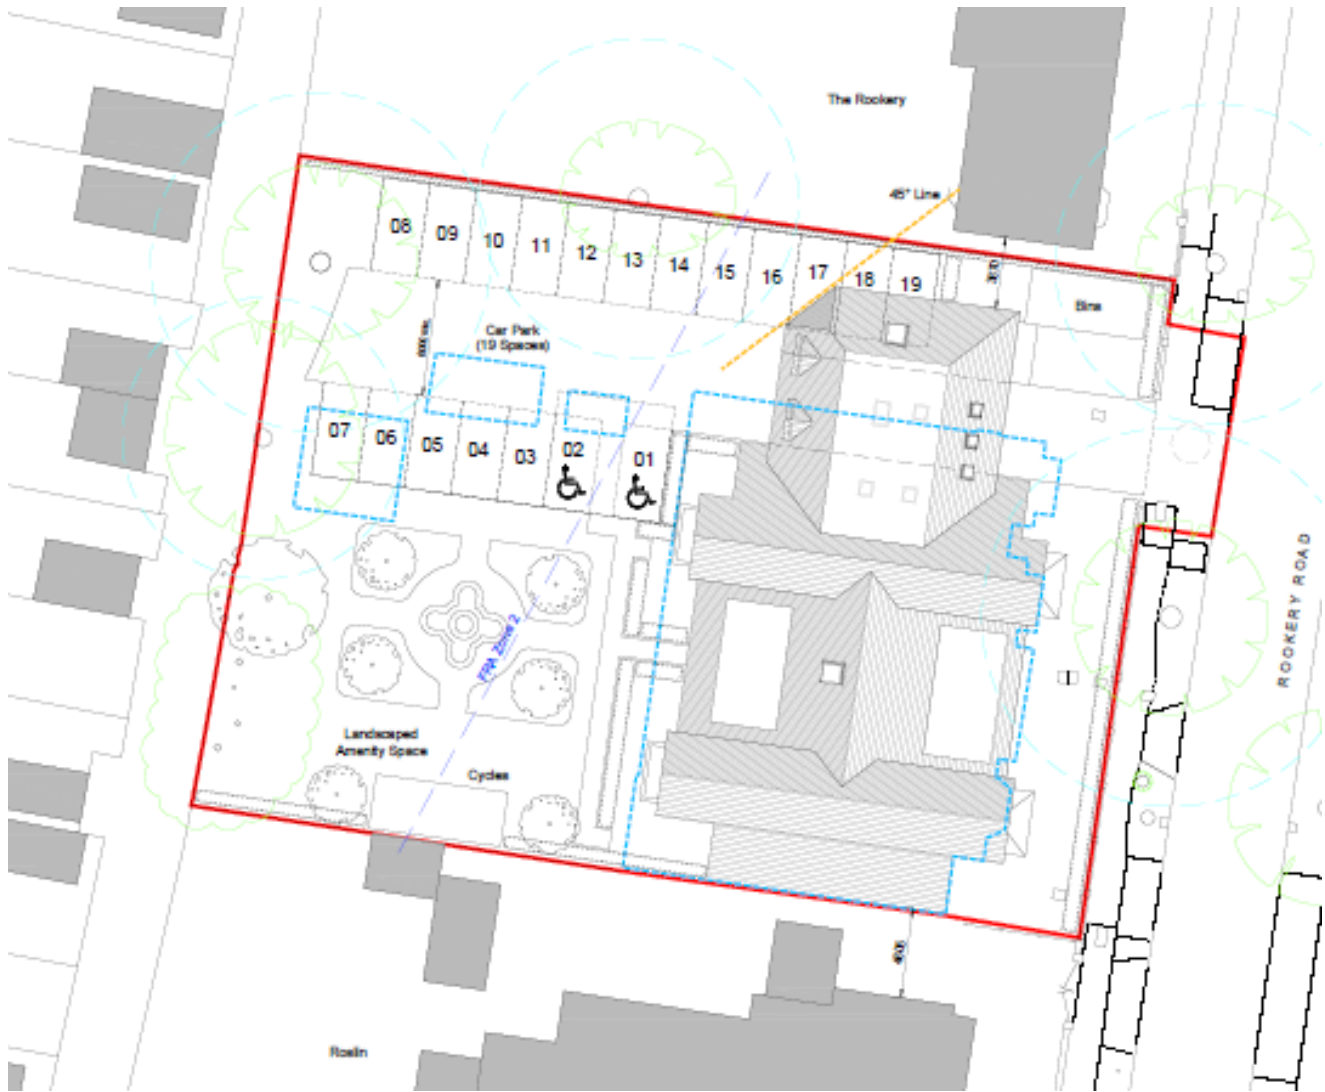 The Rookery
45° Line
08
09
10
11
12
13
14
15
16
17
18
19
Bins
Car Park
(19 Spaces)
07
06
05
04
03
02
01
FRA Zone 2
ROOKERY ROAD
Landscaped
Amenity Space
Cycles
Roslin